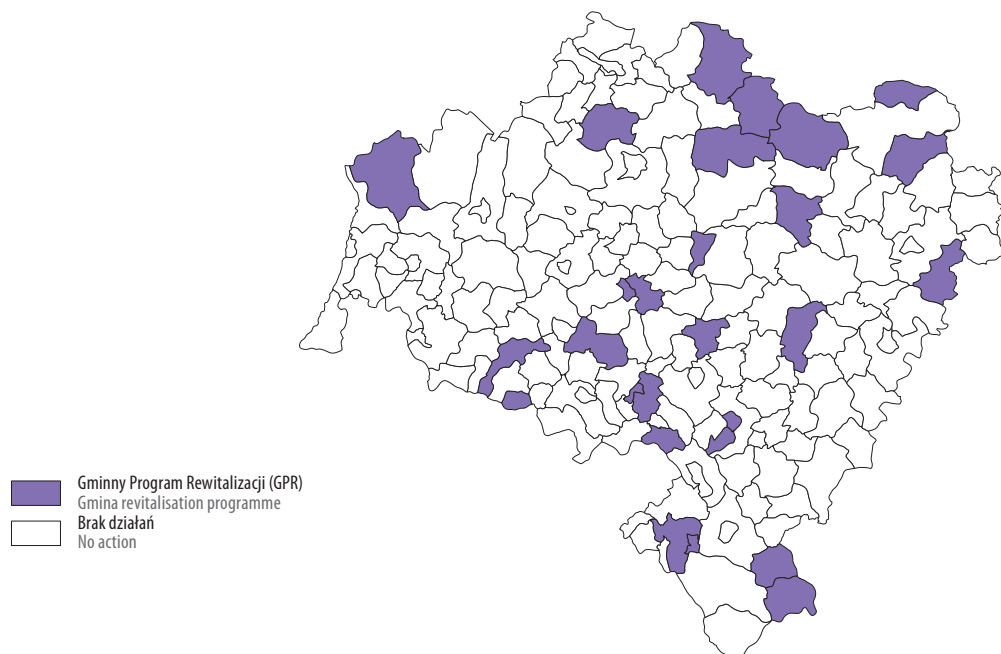 Gminny Program Rewitalizacji (GPR)
Gmina revitalisation programme
Brak działań
No action